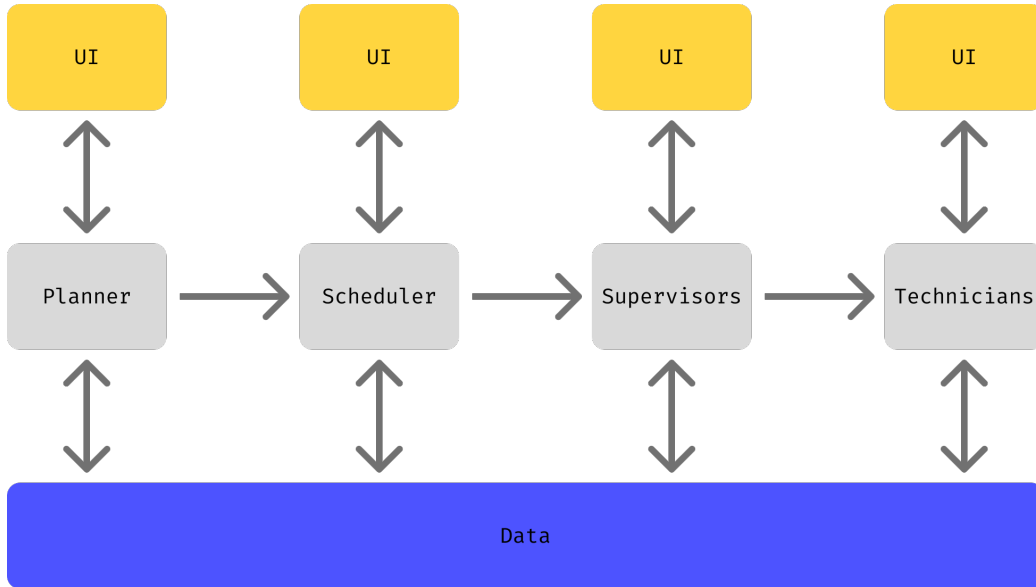 UI
UI
UI
UI
Planner
Scheduler
Supervisors
Technicians
Data